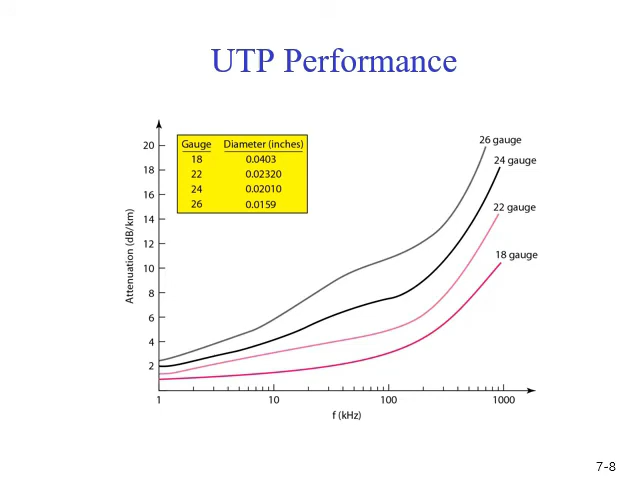 UTP Performance
Gauge Diameter (inches)
18 0.0403
22 0.02320
24 0.02010
26 0.0159
26 gauge
24 gauge
22 gauge
18 gauge
Attenuation (dB/km)
20
18
16
14
12
10
8
6
4
2
1 10 100 1000
f (kHz)
7-8